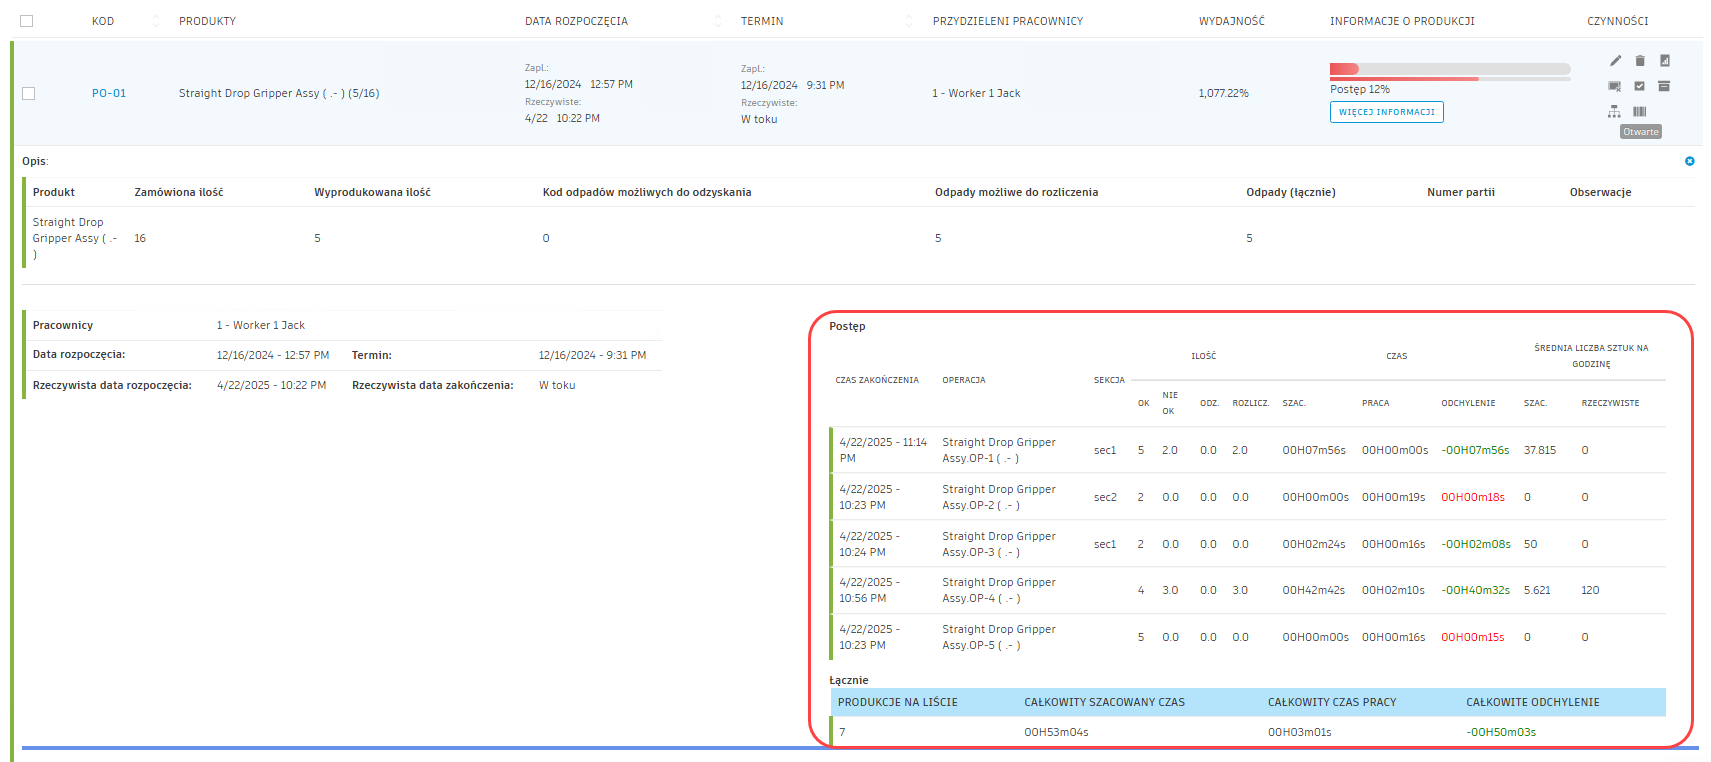 KOD PRODUKTY DATA ROZPOCZĘCIA TERMIN PRZYDZIELENI PRACOWNICY WYDAJNOŚĆ INFORMACJE O PRODUKCJI CZYNNOŚCI
PO-01 Straight Drop Gripper Assy ( .- ) (5/16)
Zapl.:
12/16/2024 12:57 PM
Rzeczywiste:
4/22 10:22 PM
Zapl.:
12/16/2024 9:31 PM
Rzeczywiste:
W toku
1 - Worker 1 Jack
1,077.22%
Postęp 12%
WIĘCEJ INFORMACJI
Otwarte
Opis:
Produkt Zamówiona ilość Wyprodukowana ilość Kod odpadów możliwych do odzyskania Odpady możliwe do rozliczenia Odpady (łącznie) Numer partii Obserwacje
Straight Drop
Gripper Assy ( .- 16 5 0 5 5
)
Pracownicy 1 - Worker 1 Jack
Data rozpoczęcia: 12/16/2024 - 12:57 PM Termin: 12/16/2024 - 9:31 PM
Rzeczywista data rozpoczęcia: 4/22/2025 - 10:22 PM Rzeczywista data zakończenia: W toku
Postęp
ILOŚĆ CZAS ŚREDNIA LICZBA SZTUK NA
GODZINĘ
CZAS ZAKOŃCZENIA OPERACJA SEKCJA
OK NIE
OK ODZ. ROZLICZ. SZAC. PRACA ODCHYLENIE SZAC. RZECZYWISTE
4/22/2025 - 11:14
PM
Straight Drop Gripper
Assy.OP-1 ( .- )
sec1 5 2.0 0.0 2.0 00H07m56s 00H00m00s -00H07m56s 37.815 0
4/22/2025 -
10:23 PM
Straight Drop Gripper
Assy.OP-2 ( .- )
sec2 2 0.0 0.0 0.0 00H00m00s 00H00m19s 00H00m18s 0 0
4/22/2025 -
10:24 PM
Straight Drop Gripper
Assy.OP-3 ( .- )
sec1 2 0.0 0.0 0.0 00H02m24s 00H00m16s -00H02m08s 50 0
4/22/2025 -
10:56 PM
Straight Drop Gripper
Assy.OP-4 ( .- )
4 3.0 0.0 3.0 00H42m42s 00H02m10s -00H40m32s 5.621 120
4/22/2025 -
10:23 PM
Straight Drop Gripper
Assy.OP-5 ( .- )
5 0.0 0.0 0.0 00H00m00s 00H00m16s 00H00m15s 0 0
Łącznie
PRODUKCJE NA LIŚCIE CAŁKOWITY SZACOWANY CZAS CAŁKOWITY CZAS PRACY CAŁKOWITE ODCHYLENIE
7 00H53m04s 00H03m01s -00H50m03s